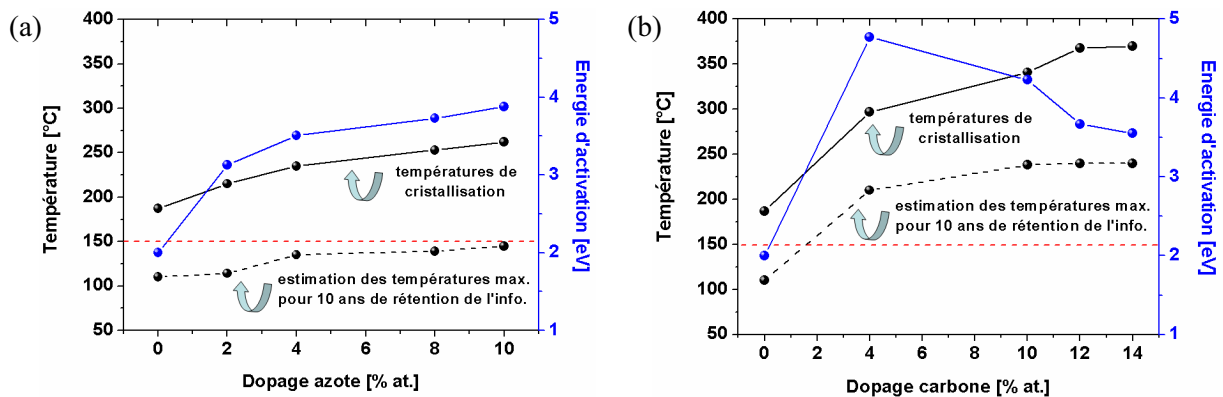 (a)
400
350
300
250
200
150
100
50
Température [°C]
5
4
3
2
1
Energie d'activation [eV]
températures de
cristallisation
estimation des températures max.
pour 10 ans de rétention de l'info.
0
2
4
6
8
10
Dopage azote [% at.]
(b)
400
350
300
250
200
150
100
50
Température [°C]
5
4
3
2
1
Energie d'activation [eV]
températures de
cristallisation
estimation des températures max.
pour 10 ans de rétention de l'info.
0
2
4
6
8
10
12
14
Dopage carbone [% at.]